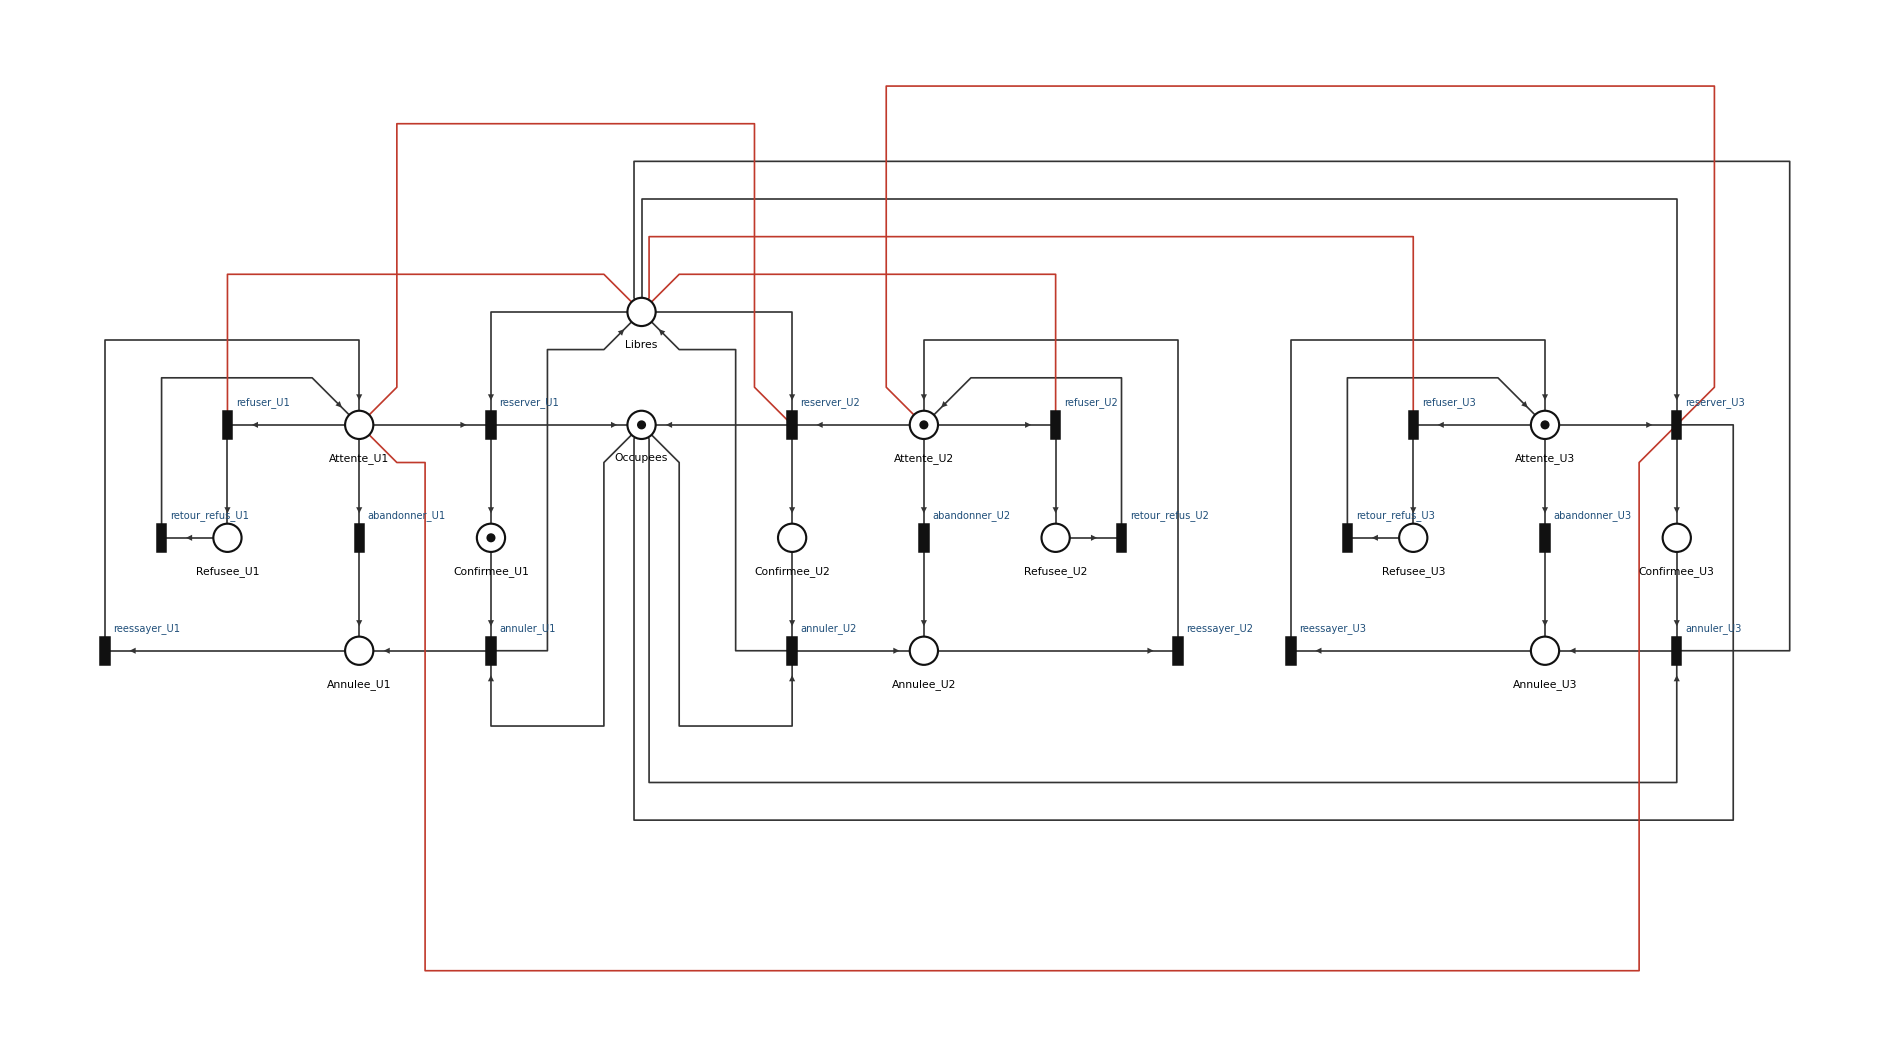 Libres
refuser_U1
reserver_U1
reserver_U2
refuser_U2
refuser_U3
reserver_U3
Attente_U1
Occupees
Attente_U2
Attente_U3
retour_refus_U1
abandonner_U1
abandonner_U2
retour_refus_U2
retour_refus_U3
abandonner_U3
Refusee_U1
Confirmee_U1
Confirmee_U2
Refusee_U2
Refusee_U3
Confirmee_U3
reessayer_U1
annuler_U1
annuler_U2
reessayer_U2
reessayer_U3
annuler_U3
Annulee_U1
Annulee_U2
Annulee_U3